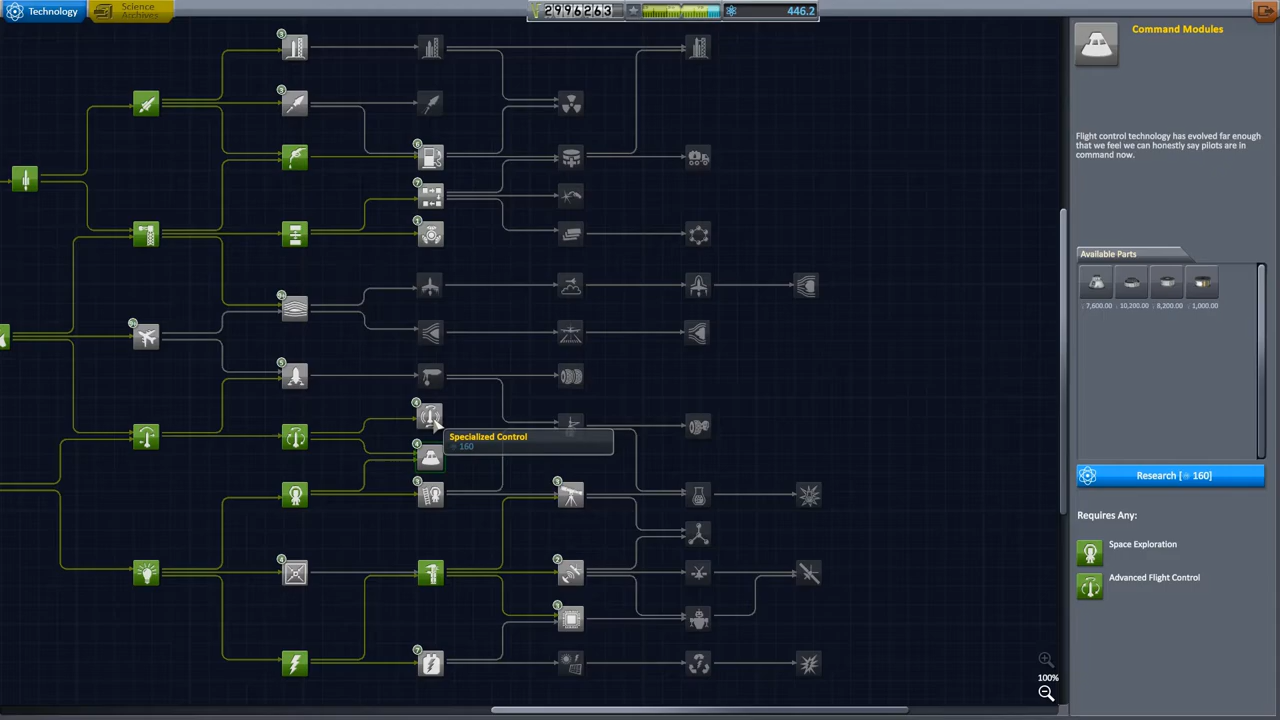 Technology
Science
Archives
2996263
446.2
Command Modules
Flight control technology has evolved far enough
that we feel we can honestly say pilots are in
command now.
Available Parts
7,600.00 10,200.00 8,200.00 1,000.00
Specialized Control
160
Research [ 160]
Requires Any:
Space Exploration
Advanced Flight Control
100%